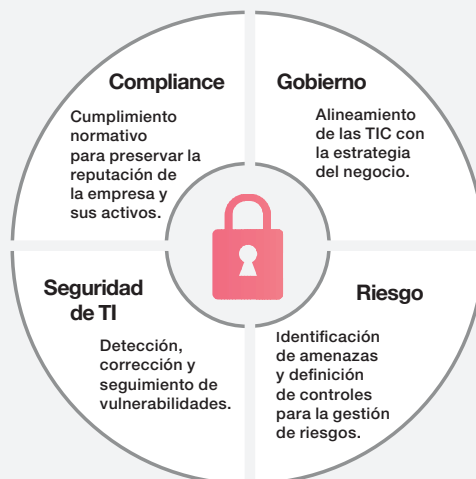 Compliance
Cumplimiento
normativo
para preservar la
reputación de
la empresa y
sus activos.
Gobierno
Alineamiento
de las TIC con
la estrategia
del negocio.
Seguridad
de TI
Detección,
corrección y
seguimiento de
vulnerabilidades.
Riesgo
Identificación
de amenazas
y definición
de controles
para la gestión
de riesgos.